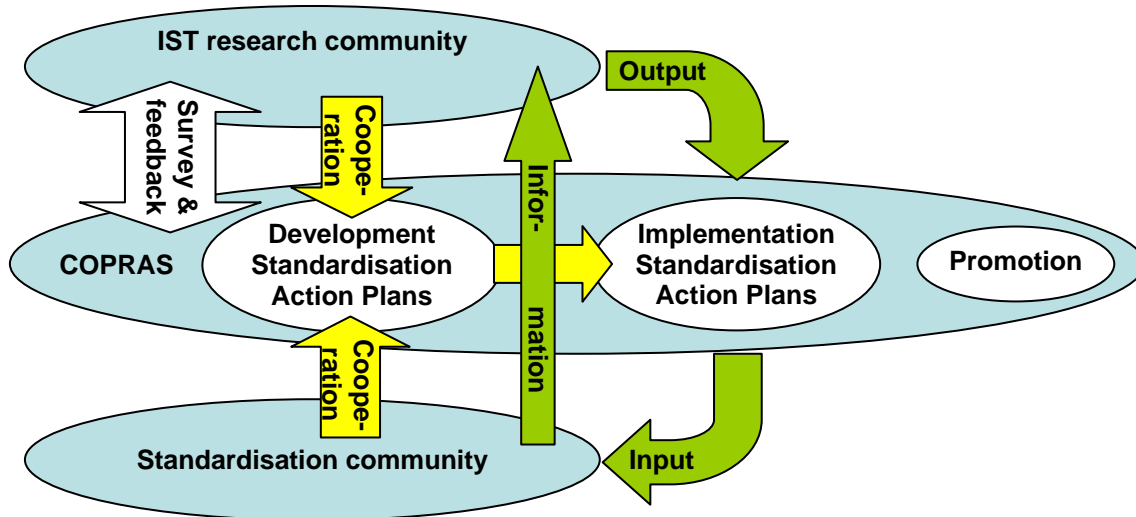 IST research community
Output
Survey &
feedback
Coope-
ration
Infor-
mation
COPRAS
Development
Standardisation
Action Plans
Implementation
Standardisation
Action Plans
Promotion
Coope-
ration
Standardisation community
Input